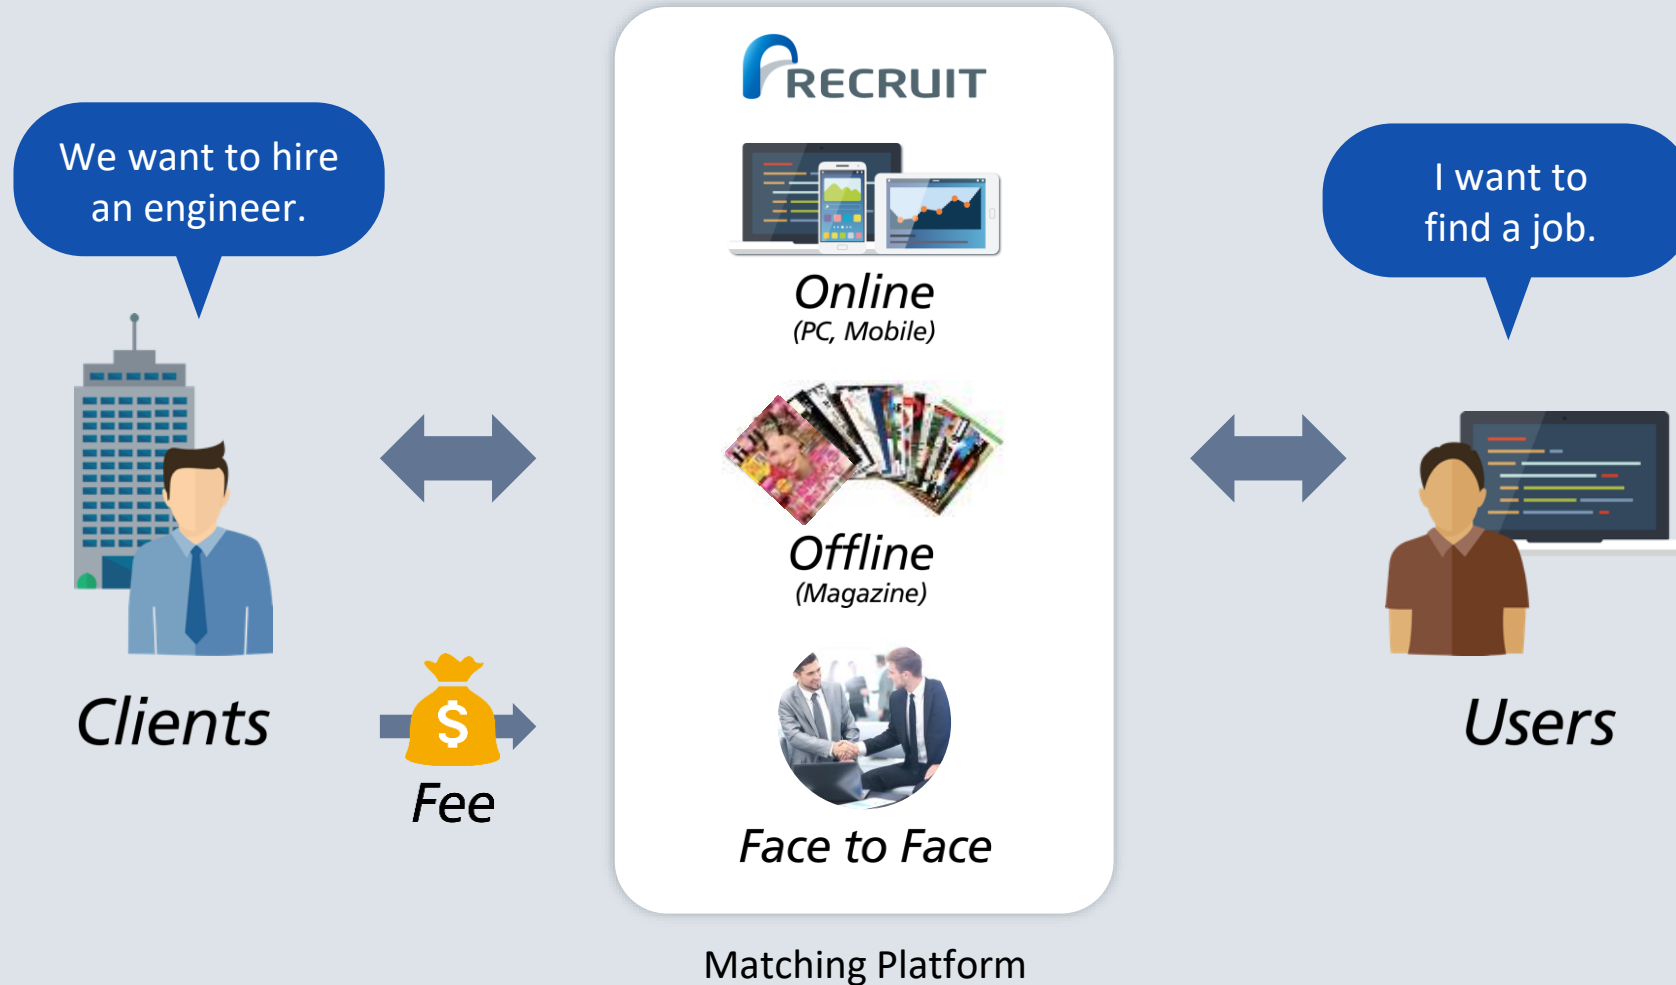 RECRUIT
We want to hire
an engineer.
I want to
find a job.
Online
(PC, Mobile)
Offline
(Magazine)
Clients
$
Fee
Users
Face to Face
Matching Platform